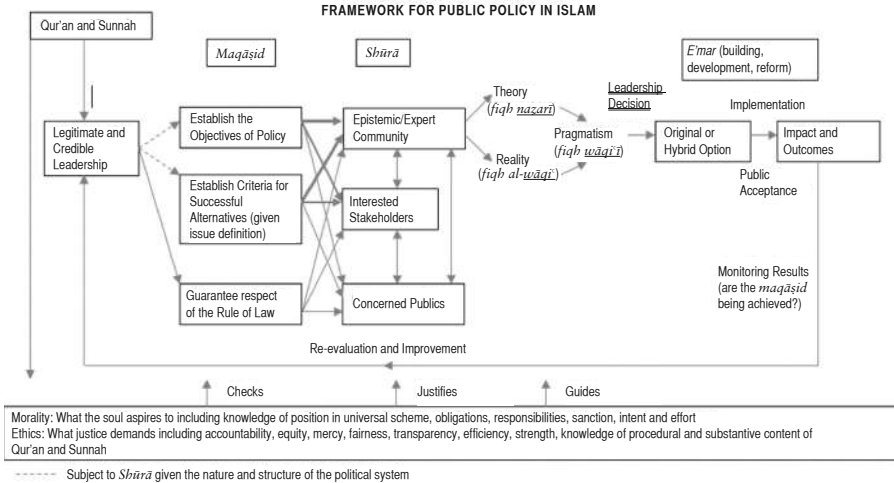 FRAMEWORK FOR PUBLIC POLICY IN ISLAM
Qur'an and Sunnah
Maqāṣid
Shūrā
E'mar (building,
development, reform)
Legitimate and
Credible Leadership
Establish the
Objectives of Policy
Establish Criteria for
Successful
Alternatives (given
issue definition)
Guarantee respect
of the Rule of Law
Epistemic/Expert
Community
Interested
Stakeholders
Concerned Publics
Theory
(fiqh nazarī)
Reality
(fiqh al-wāqiʿ)
Pragmatism
(fiqh wāqiʿī)
Leadership
Decision
Original or
Hybrid Option
Implementation
Public
Acceptance
Impact and
Outcomes
Monitoring Results
(are the maqāṣid
being achieved?)
Re-evaluation and Improvement
Checks
Justifies
Guides
Morality: What the soul aspires to including knowledge of position in universal scheme, obligations, responsibilities, sanction, intent and effort
Ethics: What justice demands including accountability, equity, mercy, fairness, transparency, efficiency, strength, knowledge of procedural and substantive content of
Qur'an and Sunnah
Subject to Shūrā given the nature and structure of the political system